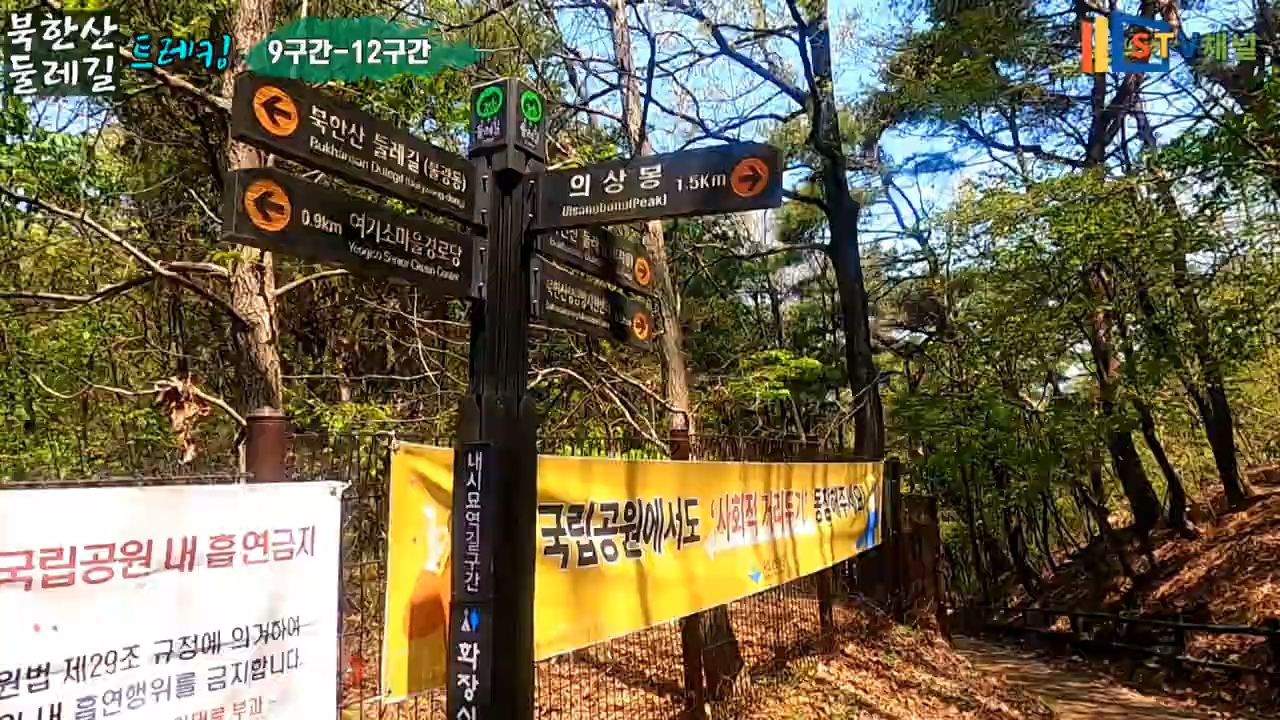 북한산
둘레길
트레킹
9구간-12구간
STV채널
둘레길
북한산 둘레길 (불광동)
Bukhansan Dulegil
0.9km 여기소마을경로당
Yeogiso Senior Citizen Center
의상봉 1.5Km
Uisangbong(Peak)
내시묘역길구간
화장실
국립공원에서도 '사회적 거리두기' 동참해주세요
국립공원 내 흡연금지
원법 제29조 규정에 의거하여
내 흡연행위를 금지합니다.
부과